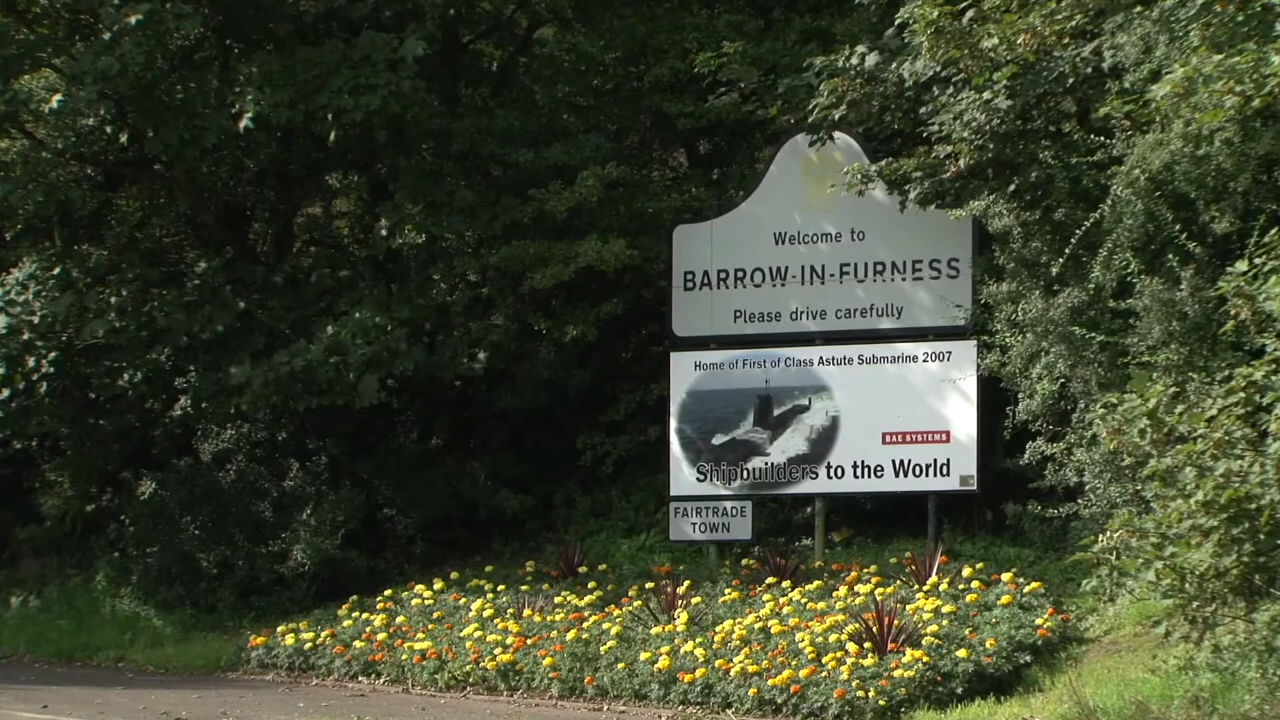 Welcome to
BARROW-IN-FURNESS
Please drive carefully
Home of First of Class Astute Submarine 2007
BAE SYSTEMS
Shipbuilders to the World
FAIRTRADE
TOWN